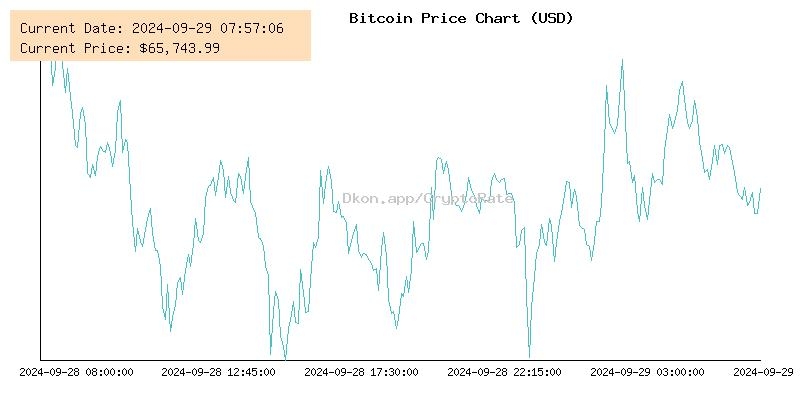 Bitcoin Price Chart (USD)
Current Date: 2024-09-29 07:57:06
Current Price: $65,743.99
Dkon.app/CryptoRate
2024-09-28 08:00:00 2024-09-28 12:45:00 2024-09-28 17:30:00 2024-09-28 22:15:00 2024-09-29 03:00:00 2024-09-29